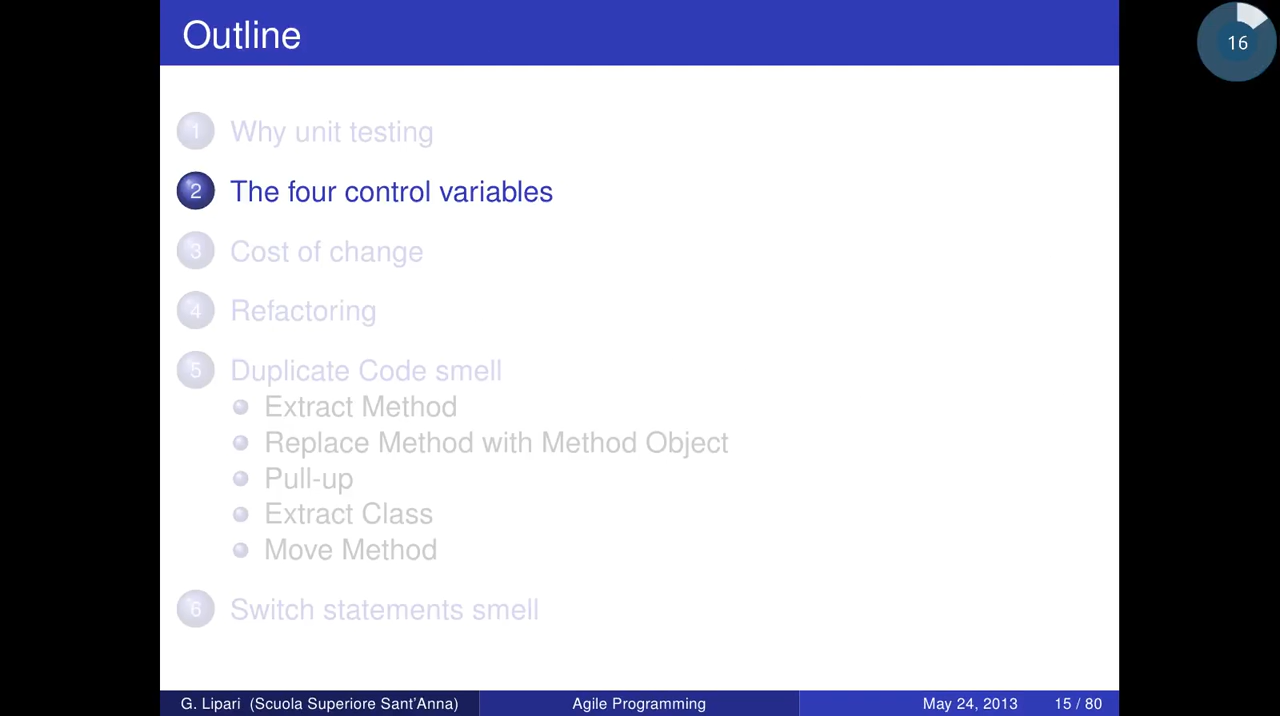 Outline
16
1 Why unit testing
2 The four control variables
3 Cost of change
4 Refactoring
5 Duplicate Code smell
Extract Method
Replace Method with Method Object
Pull-up
Extract Class
Move Method
6 Switch statements smell
G. Lipari (Scuola Superiore Sant'Anna) Agile Programming May 24, 2013 15 / 80